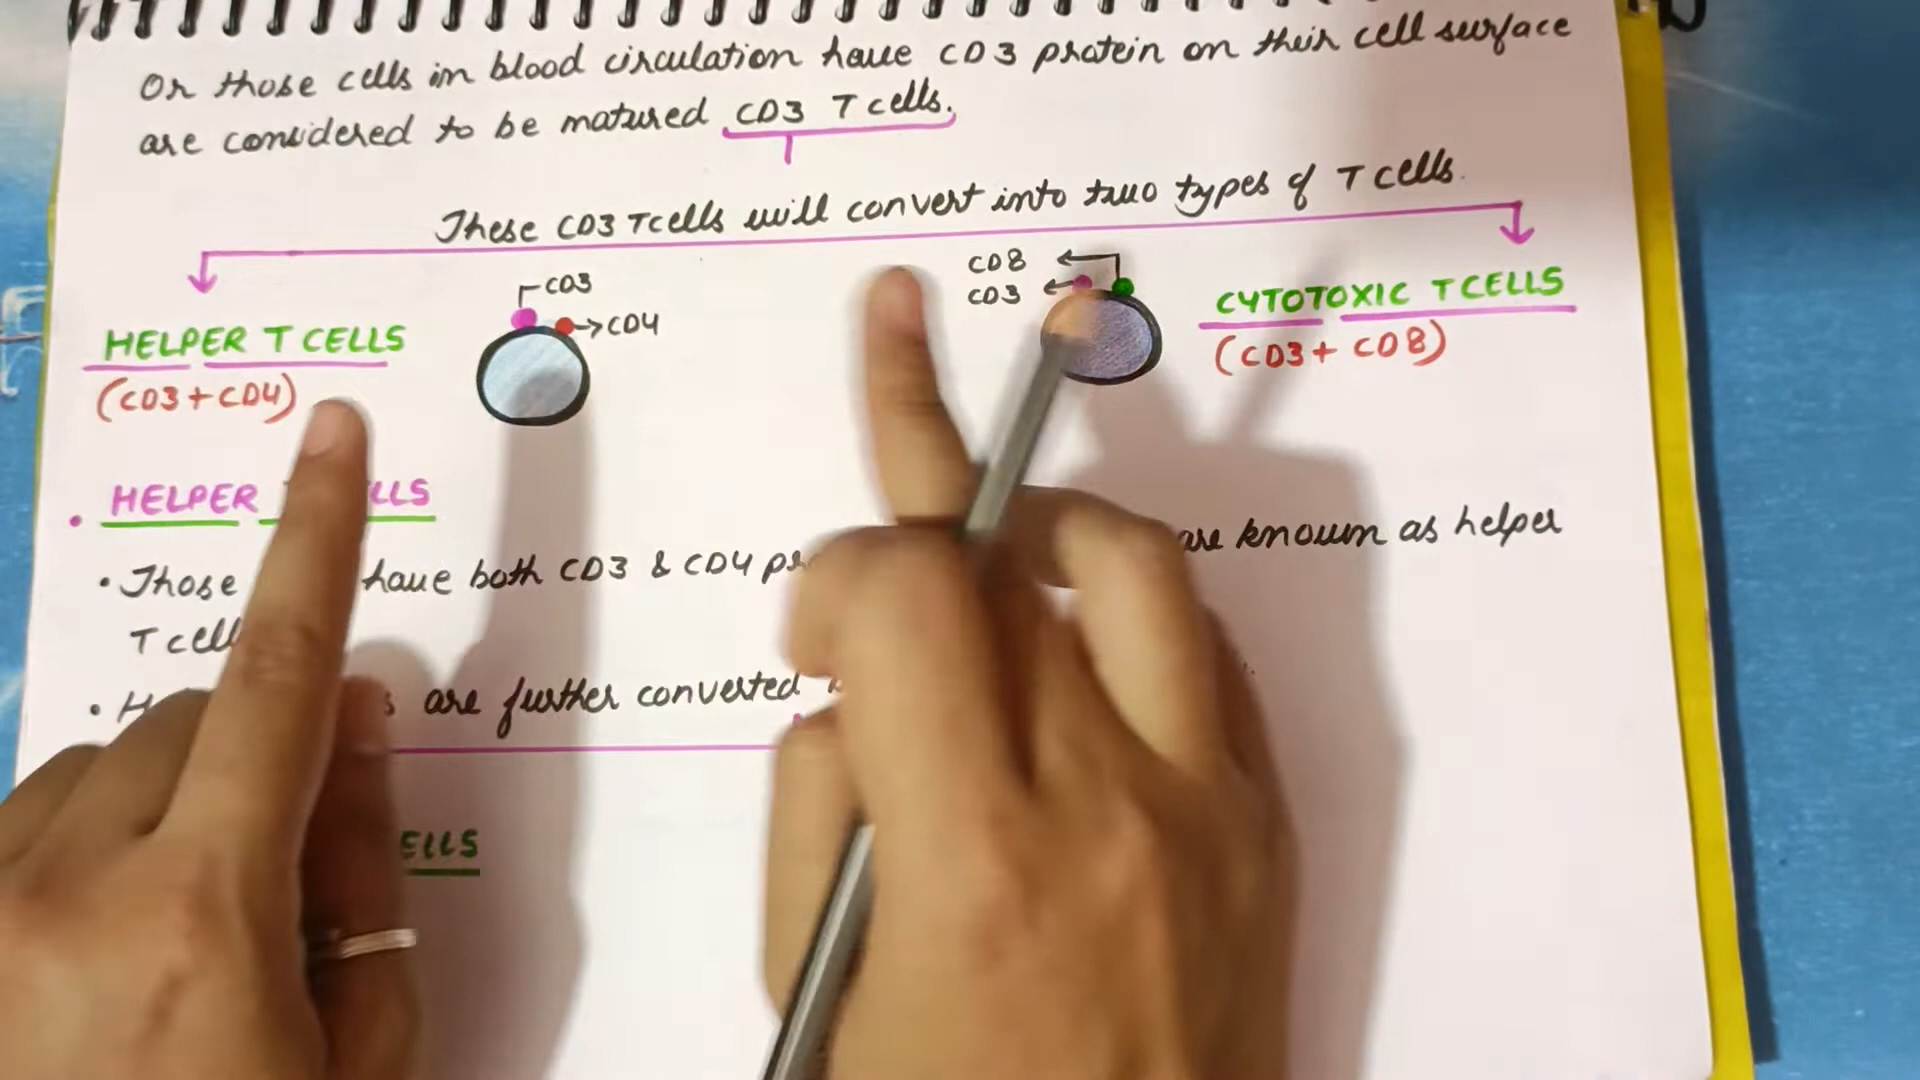 Or those cells in blood circulation have CD3 protein on their cell surface
are considered to be matured CD3 T cells.
These CD3 T cells will convert into two types of T cells.
CD3
CD4
HELPER T CELLS
(CD3+CD4)
CD8
CD3
CYTOTOXIC T CELLS
(CD3+ CD8)
• HELPER
• Those have both CD3 & CD4 are known as helper
T
• are further converted